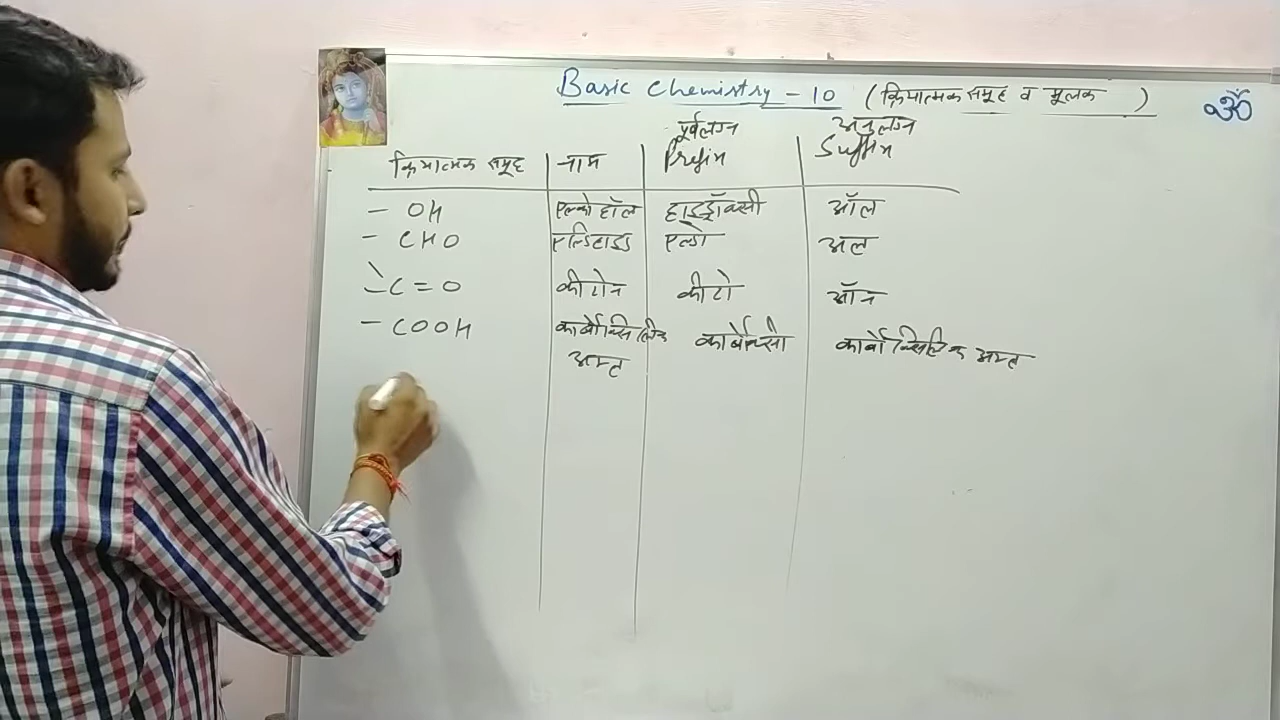 Basic Chemistry - 10 (क्रियात्मक समूह व मूलक ) ॐ
पूर्वलग्न अनुलग्न
क्रियात्मक समूह नाम Prefix Suffix
- OH एल्कोहॉल हाइड्रॉक्सी ऑल
- CHO एल्डिहाइड एल्डो अल
C = O कीटोन कीटो ऑन
- COOH कार्बोक्सिलिक कार्बोक्सी कार्बोक्सिलिक अम्ल
अम्ल